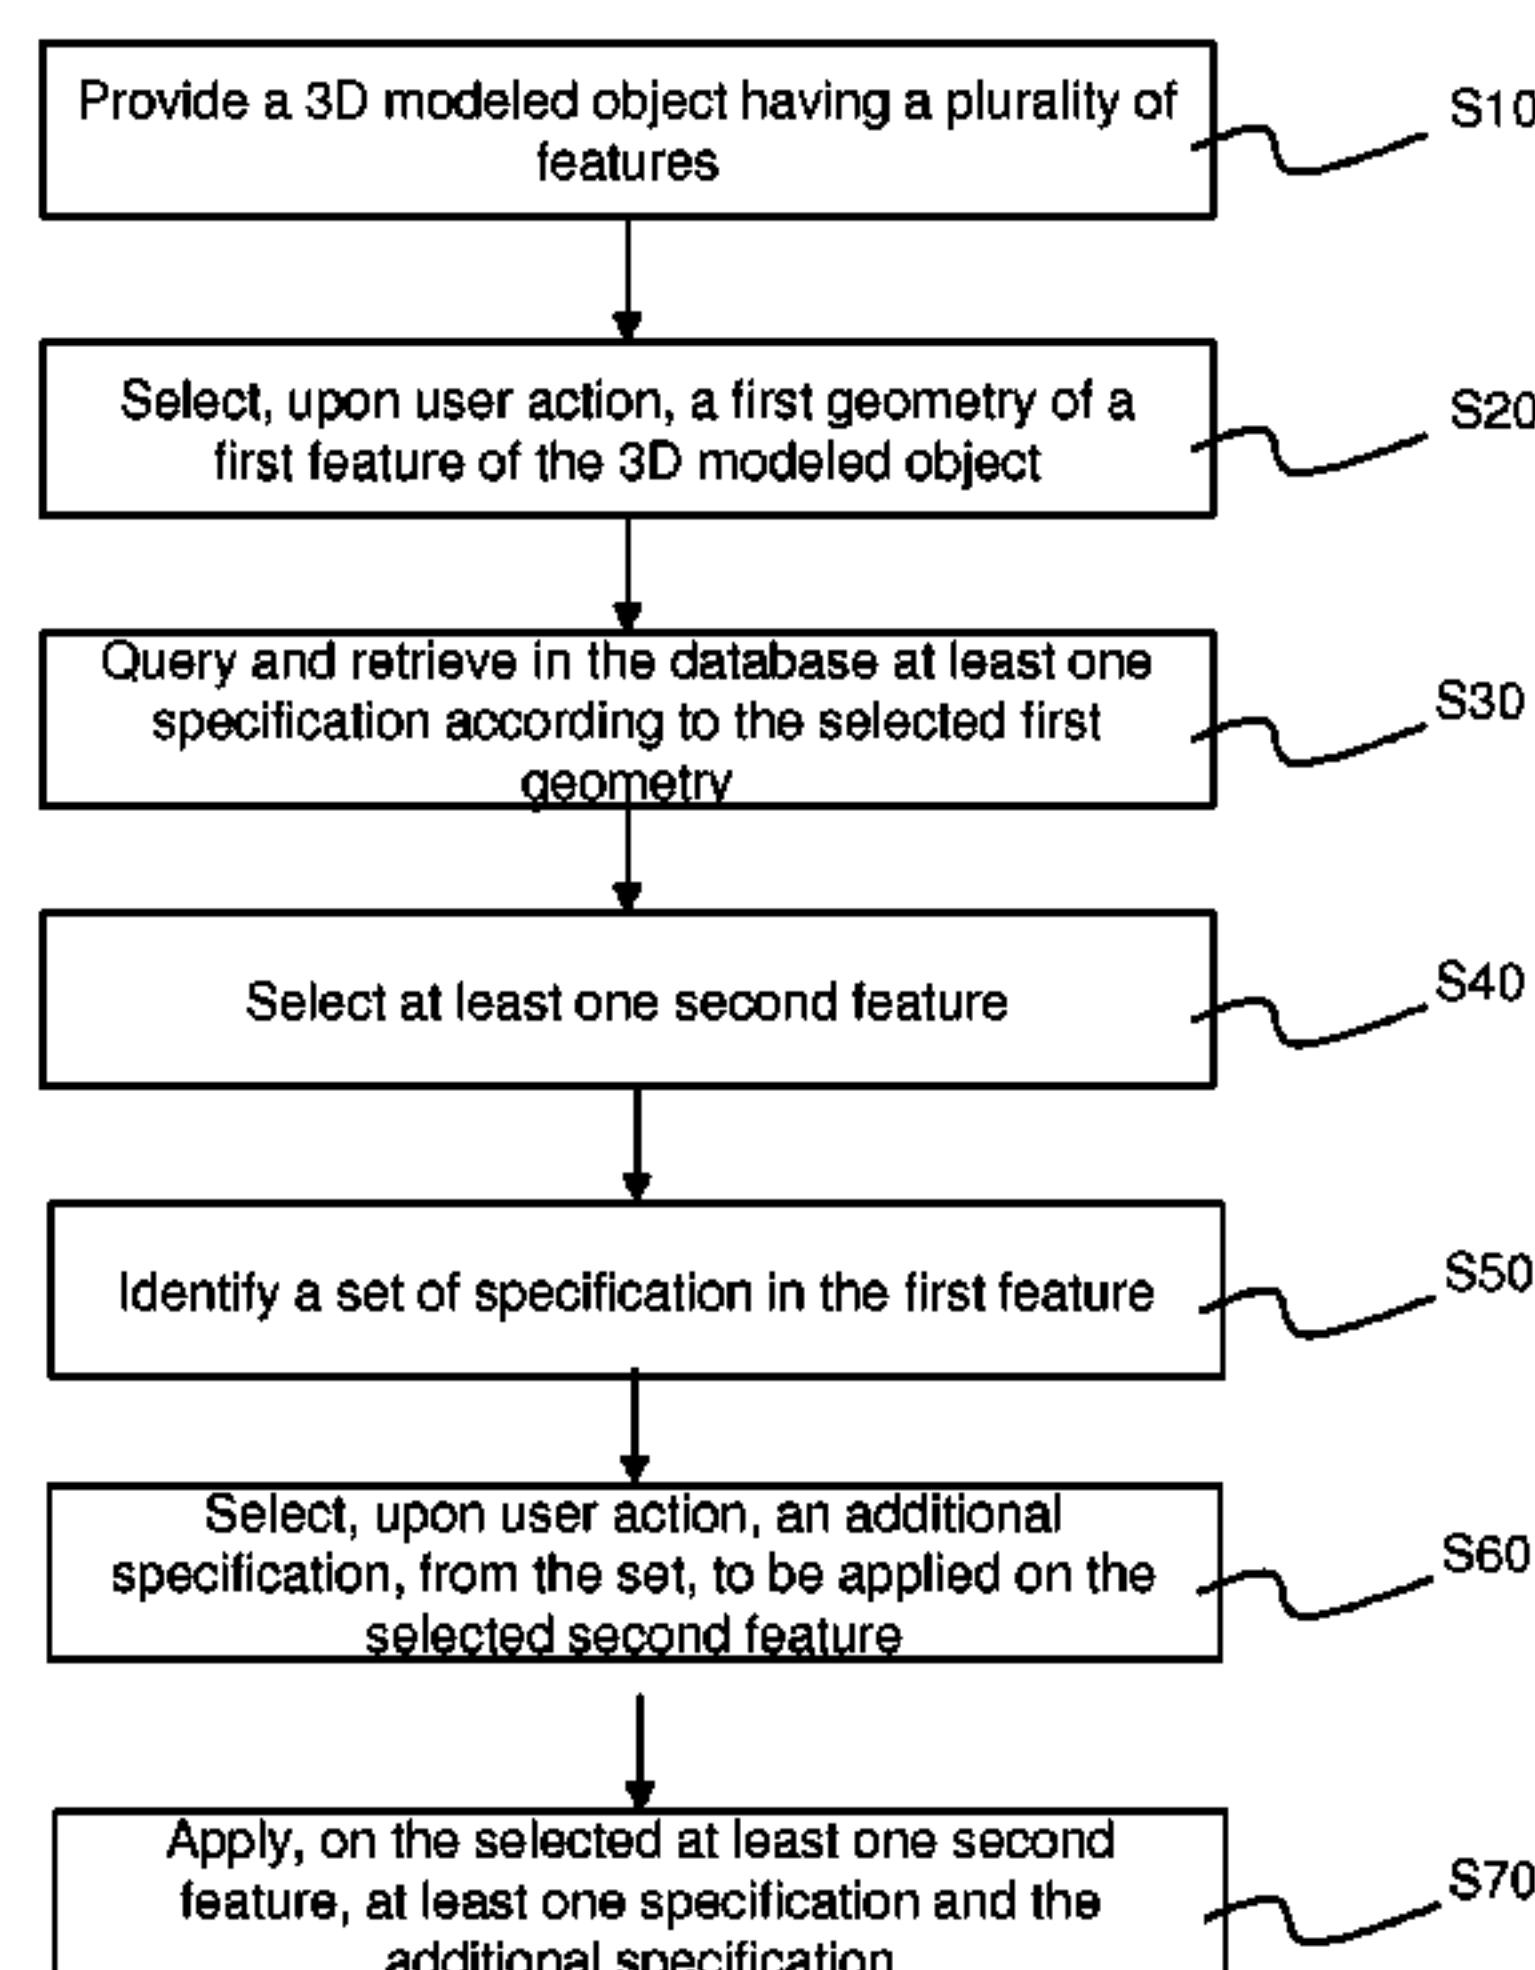 Provide a 3D modeled object having a plurality of
features
S10
Select, upon user action, a first geometry of a
first feature of the 3D modeled object
S20
Query and retrieve in the database at least one
specification according to the selected first
geometry
S30
Select at least one second feature
S40
Identify a set of specification in the first feature
S50
Select, upon user action, an additional
specification, from the set, to be applied on the
selected second feature
S60
Apply, on the selected at least one second
feature, at least one specification and the
additional specification
S70